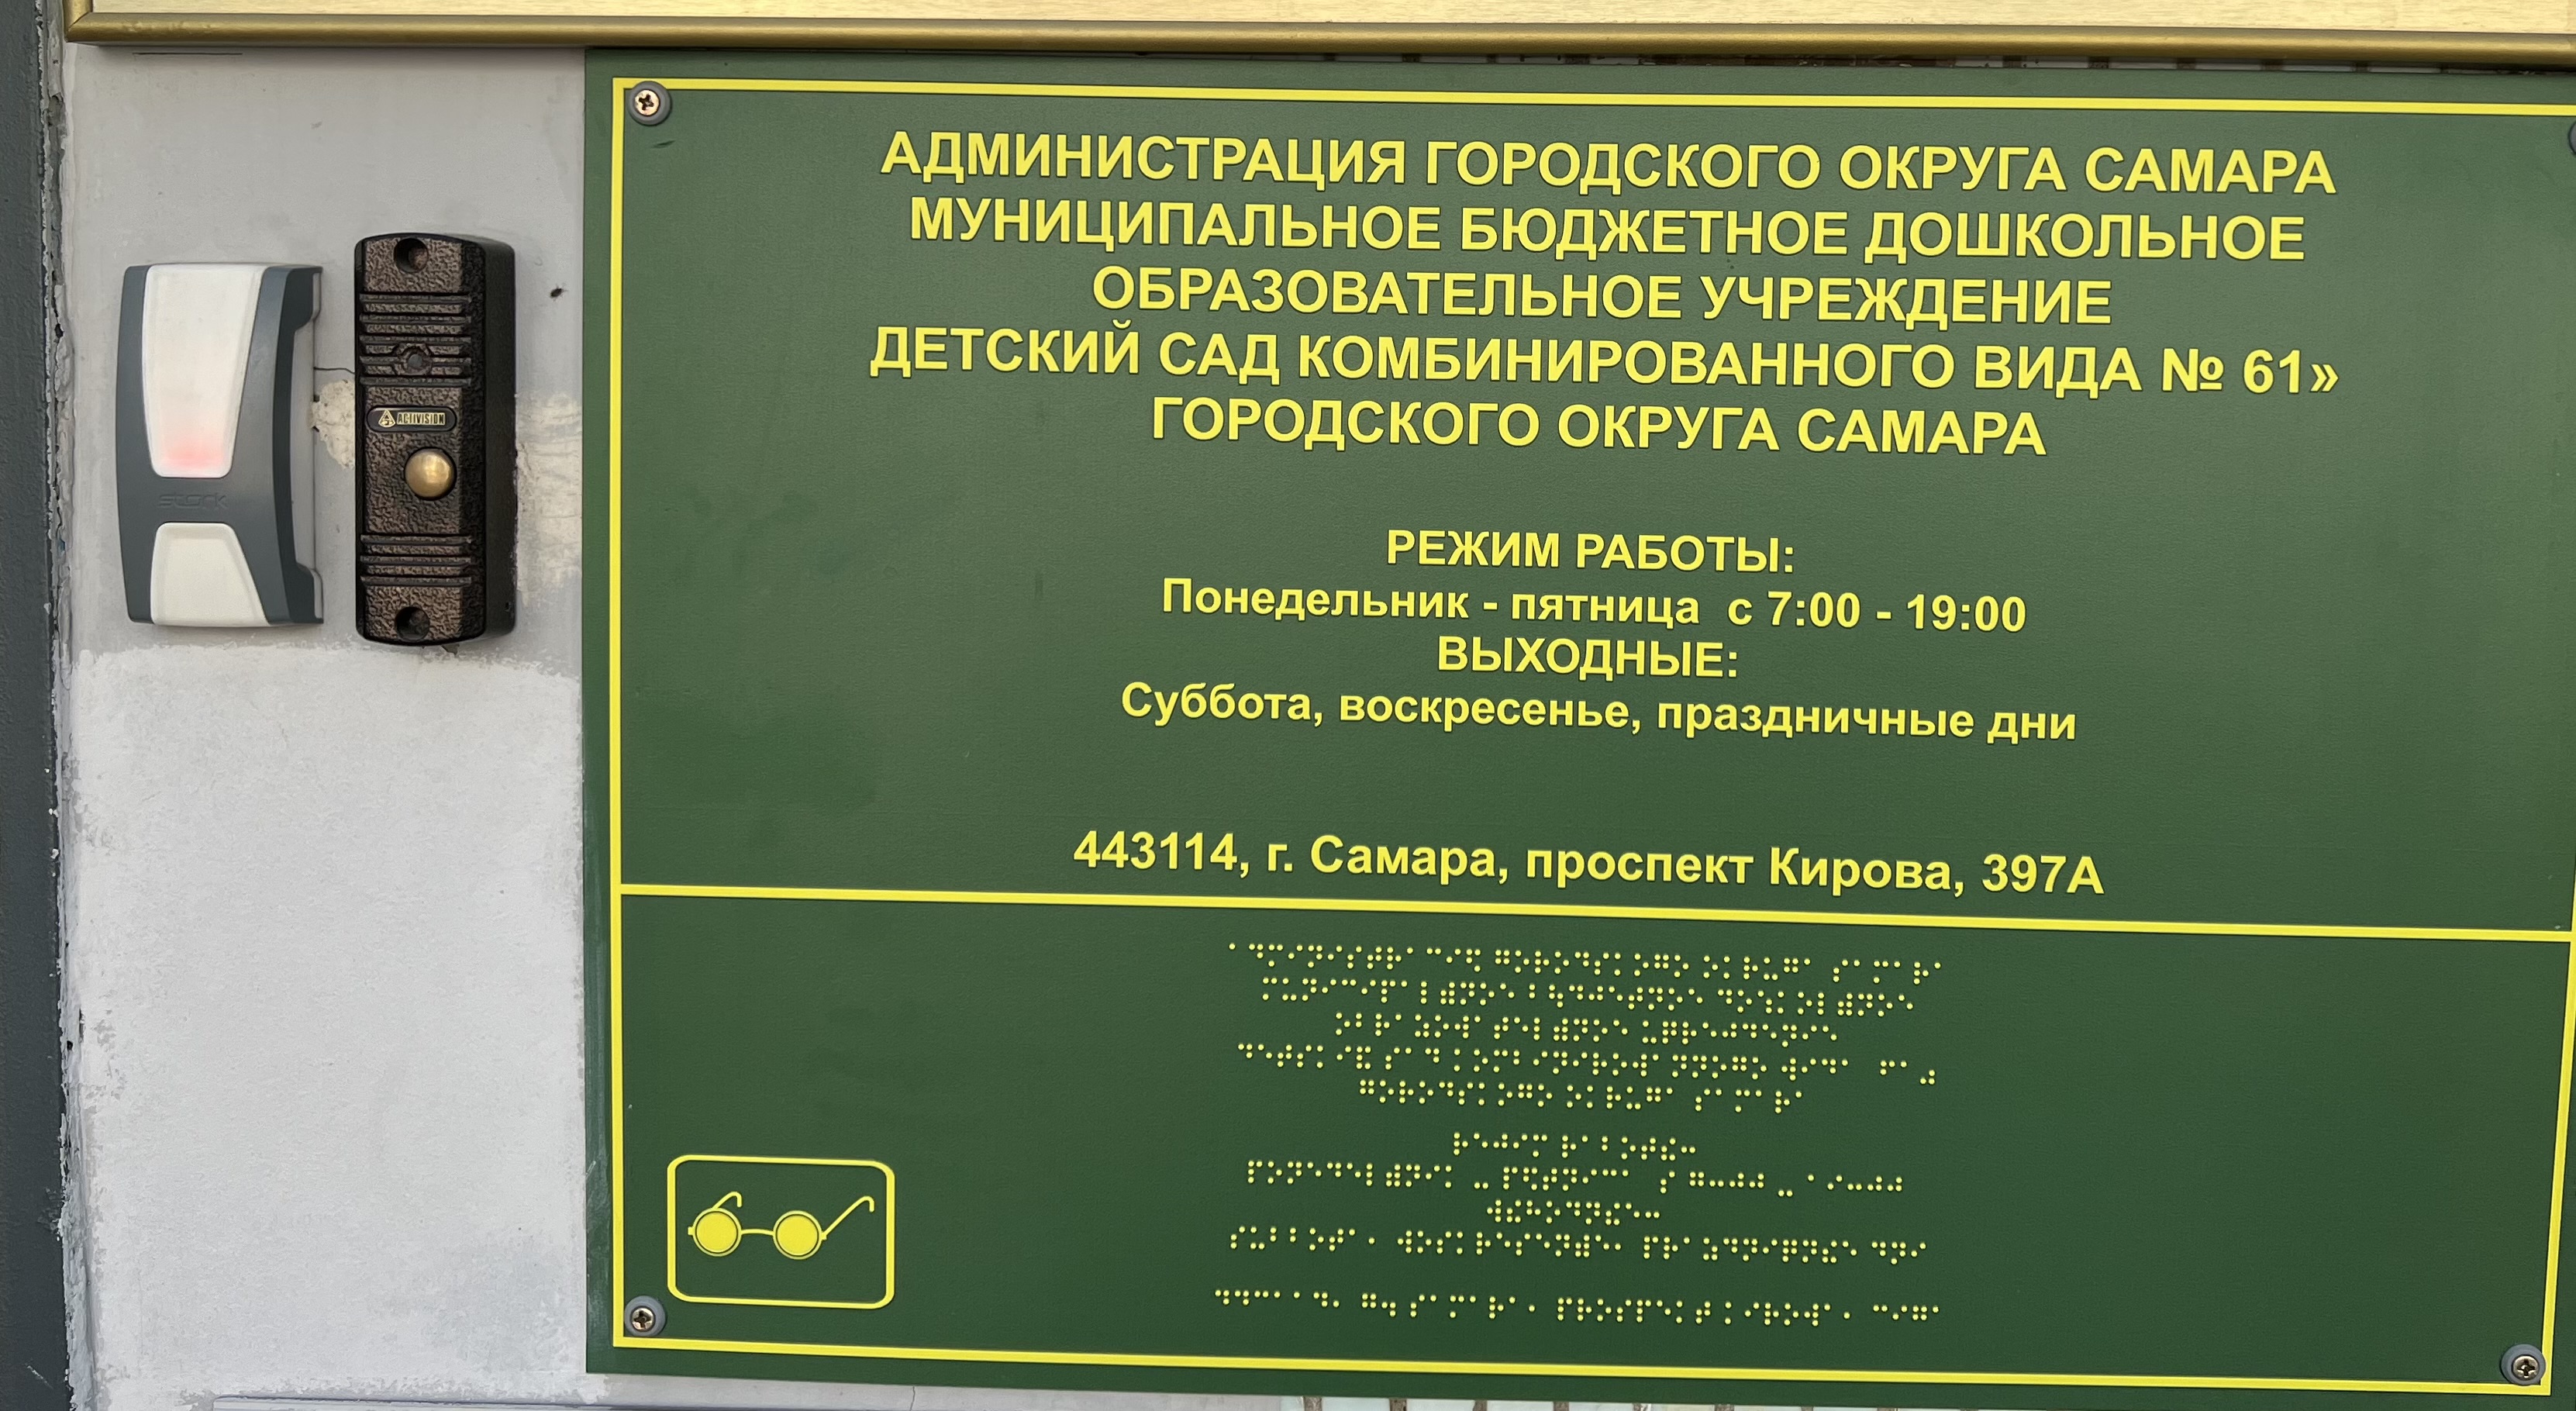 АДМИНИСТРАЦИЯ ГОРОДСКОГО ОКРУГА САМАРА
МУНИЦИПАЛЬНОЕ БЮДЖЕТНОЕ ДОШКОЛЬНОЕ
ОБРАЗОВАТЕЛЬНОЕ УЧРЕЖДЕНИЕ
ДЕТСКИЙ САД КОМБИНИРОВАННОГО ВИДА № 61»
ГОРОДСКОГО ОКРУГА САМАРА
РЕЖИМ РАБОТЫ:
Понедельник - пятница с 7:00 - 19:00
ВЫХОДНЫЕ:
Суббота, воскресенье, праздничные дни
443114, г. Самара, проспект Кирова, 397А
ACTIVISION